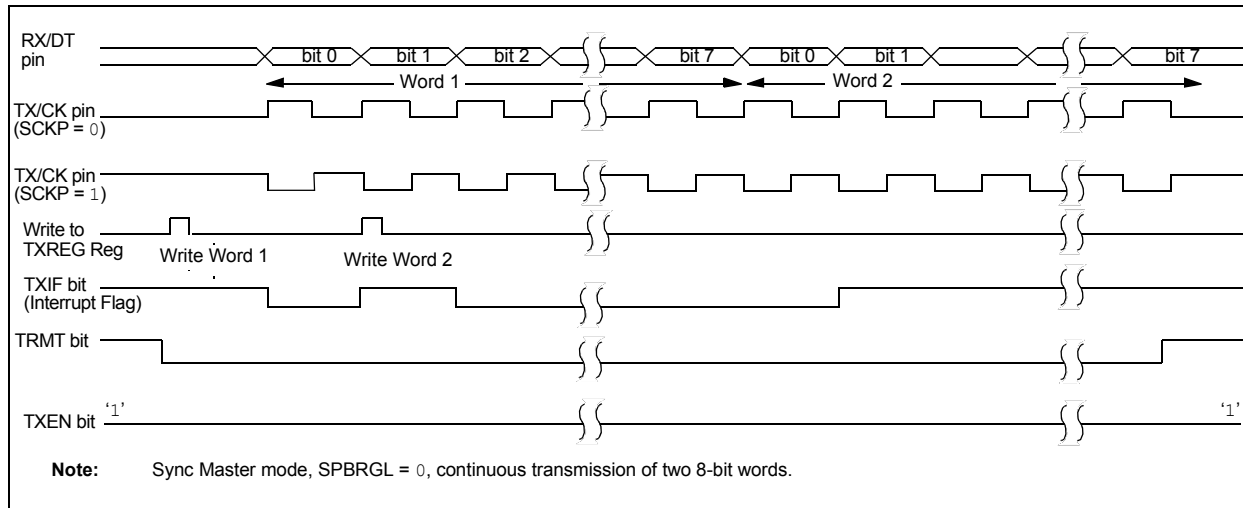 RX/DT
pin
bit 0 bit 1 bit 2 bit 7 bit 0 bit 1 bit 7
Word 1 Word 2
TX/CK pin
(SCKP = 0)
TX/CK pin
(SCKP = 1)
Write to
TXREG Reg
Write Word 1 Write Word 2
TXIF bit
(Interrupt Flag)
TRMT bit
TXEN bit ‘1’ ‘1’
Note: Sync Master mode, SPBRGL = 0, continuous transmission of two 8-bit words.